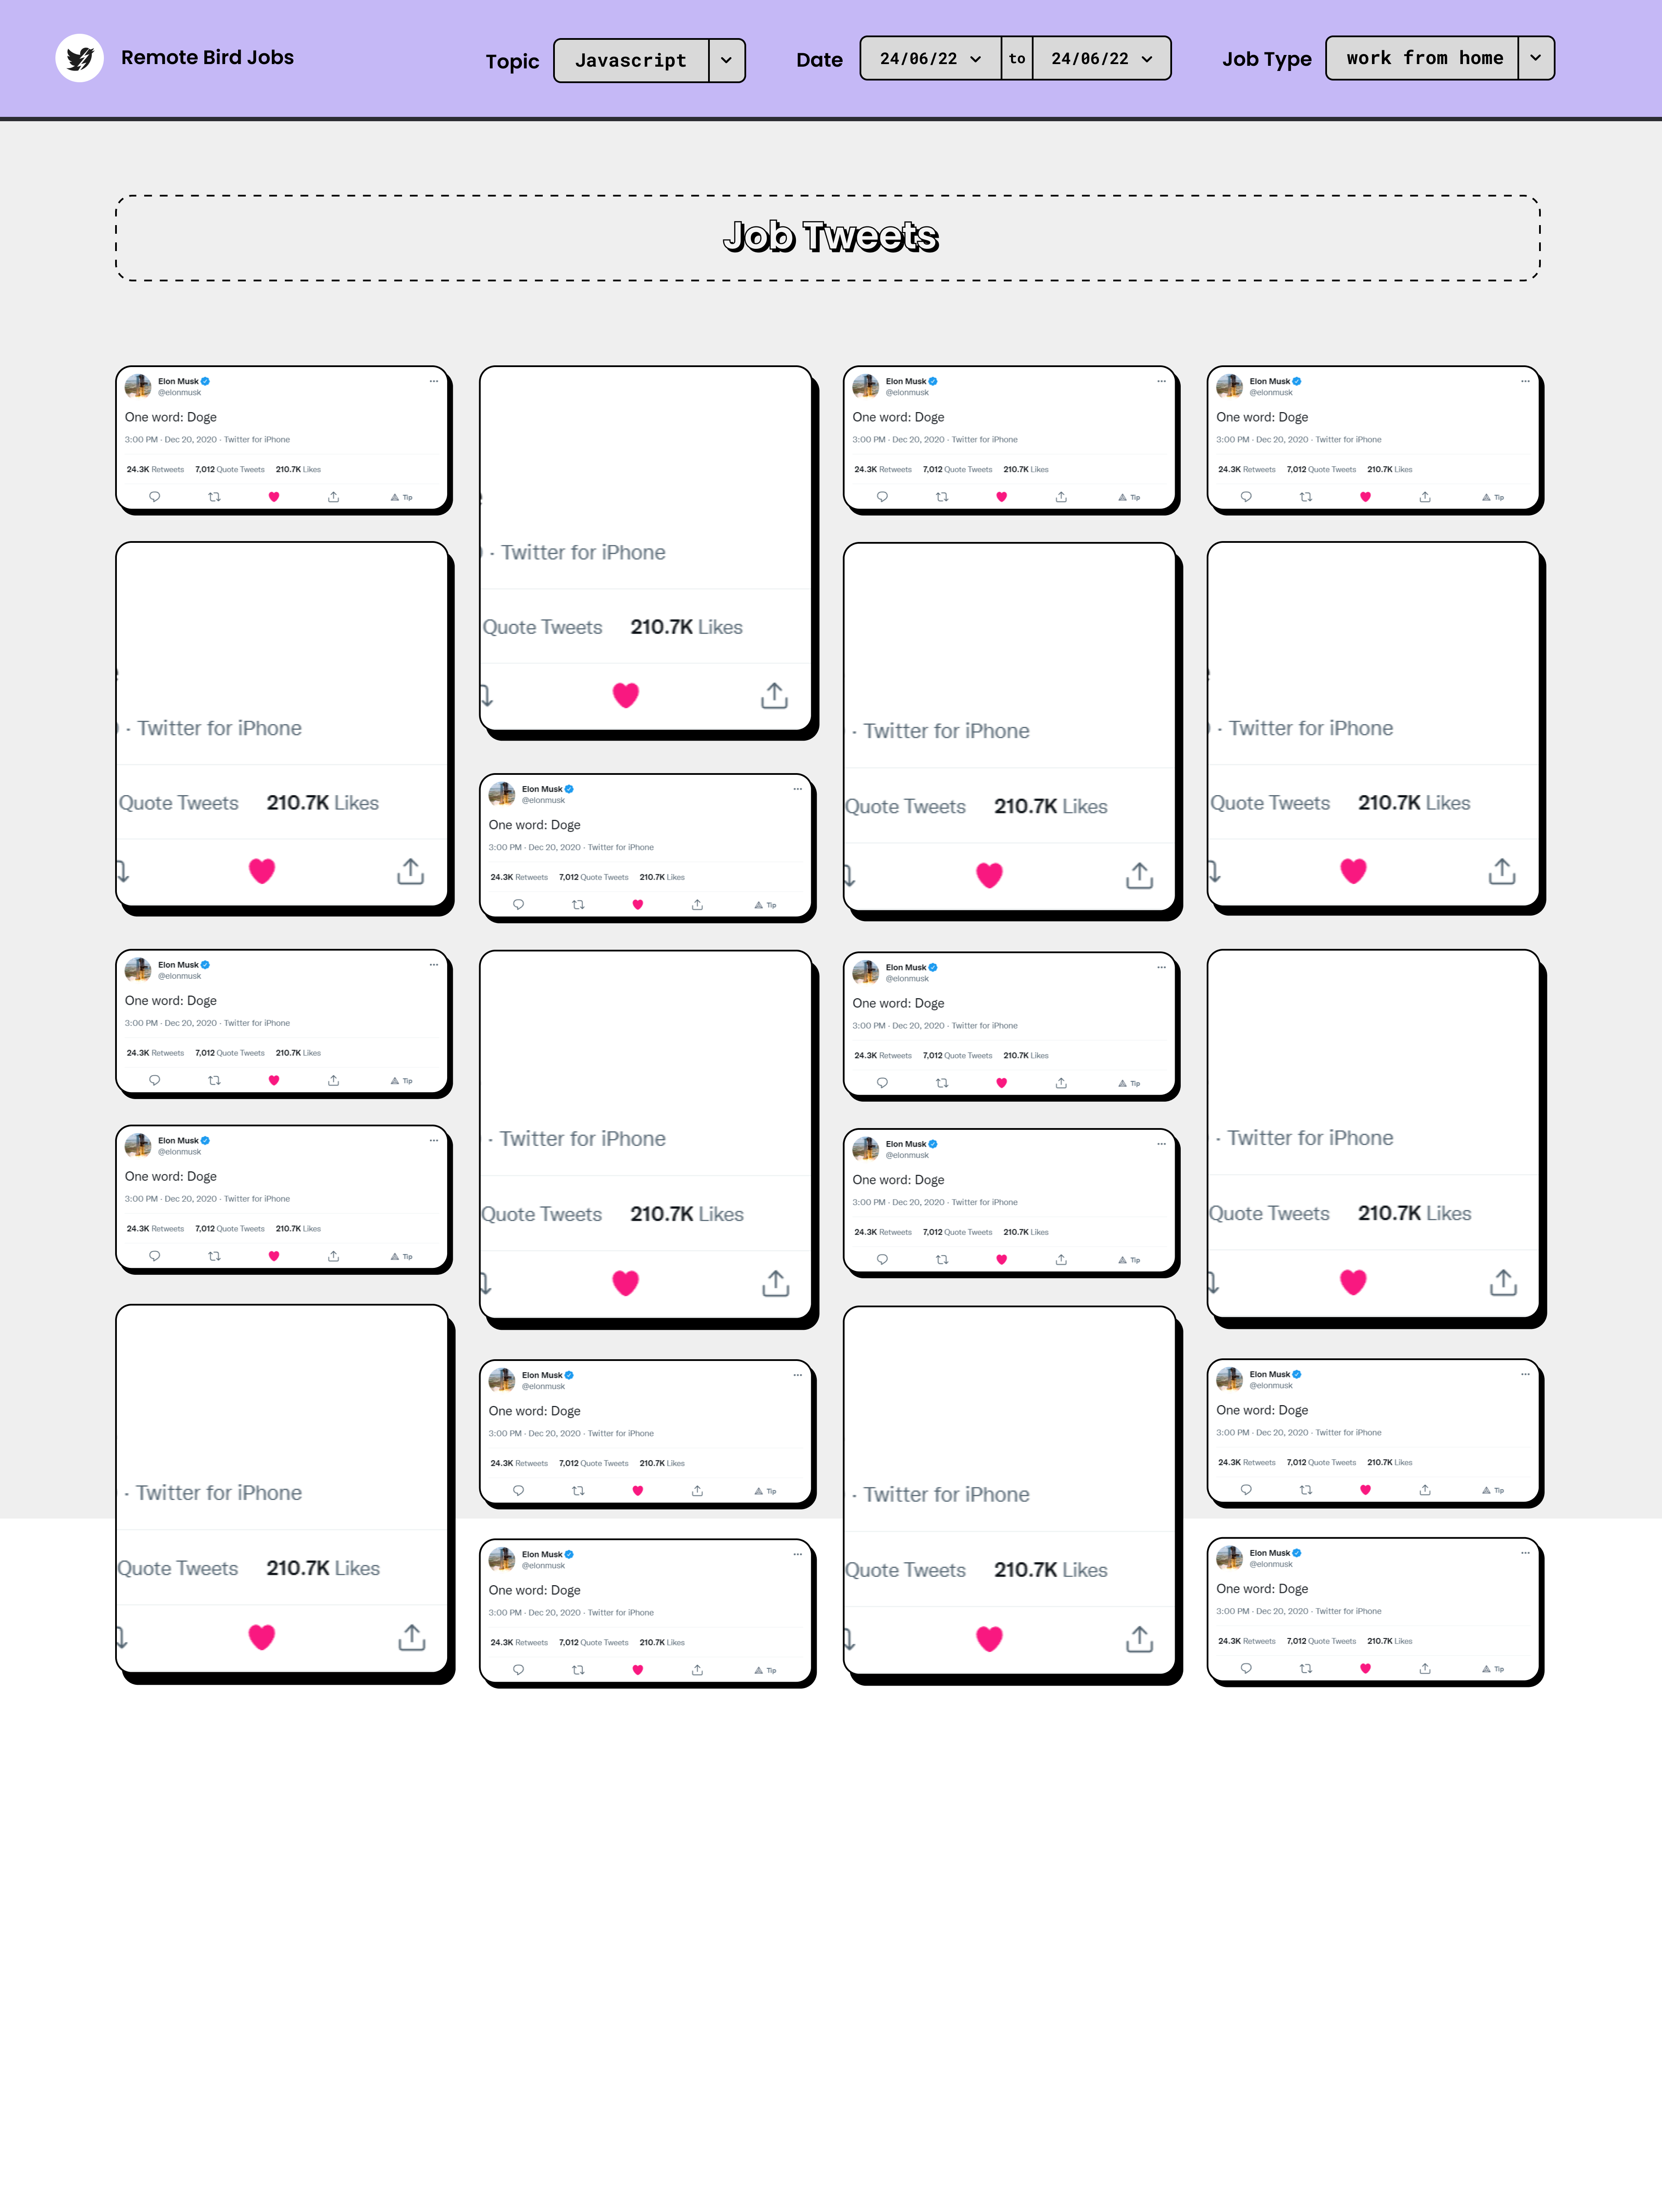 Remote Bird Jobs
Topic
Javascript
Date
24/06/22
to
24/06/22
Job Type
work from home
Job Tweets
Elon Musk
@elonmusk
One word: Doge
3:00 PM · Dec 20, 2020 · Twitter for iPhone
24.3K Retweets 7,012 Quote Tweets 210.7K Likes
Tip
· Twitter for iPhone
Quote Tweets 210.7K Likes
Elon Musk
@elonmusk
One word: Doge
3:00 PM · Dec 20, 2020 · Twitter for iPhone
24.3K Retweets 7,012 Quote Tweets 210.7K Likes
Tip
Elon Musk
@elonmusk
One word: Doge
3:00 PM · Dec 20, 2020 · Twitter for iPhone
24.3K Retweets 7,012 Quote Tweets 210.7K Likes
Tip
· Twitter for iPhone
Quote Tweets 210.7K Likes
· Twitter for iPhone
Quote Tweets 210.7K Likes
Elon Musk
@elonmusk
One word: Doge
3:00 PM · Dec 20, 2020 · Twitter for iPhone
24.3K Retweets 7,012 Quote Tweets 210.7K Likes
Tip
· Twitter for iPhone
Quote Tweets 210.7K Likes
Elon Musk
@elonmusk
One word: Doge
3:00 PM · Dec 20, 2020 · Twitter for iPhone
24.3K Retweets 7,012 Quote Tweets 210.7K Likes
Tip
Elon Musk
@elonmusk
One word: Doge
3:00 PM · Dec 20, 2020 · Twitter for iPhone
24.3K Retweets 7,012 Quote Tweets 210.7K Likes
Tip
Elon Musk
@elonmusk
One word: Doge
3:00 PM · Dec 20, 2020 · Twitter for iPhone
24.3K Retweets 7,012 Quote Tweets 210.7K Likes
Tip
· Twitter for iPhone
Quote Tweets 210.7K Likes
Elon Musk
@elonmusk
One word: Doge
3:00 PM · Dec 20, 2020 · Twitter for iPhone
24.3K Retweets 7,012 Quote Tweets 210.7K Likes
Tip
· Twitter for iPhone
Quote Tweets 210.7K Likes
Elon Musk
@elonmusk
One word: Doge
3:00 PM · Dec 20, 2020 · Twitter for iPhone
24.3K Retweets 7,012 Quote Tweets 210.7K Likes
Tip
Elon Musk
@elonmusk
One word: Doge
3:00 PM · Dec 20, 2020 · Twitter for iPhone
24.3K Retweets 7,012 Quote Tweets 210.7K Likes
Tip
· Twitter for iPhone
Quote Tweets 210.7K Likes
Elon Musk
@elonmusk
One word: Doge
3:00 PM · Dec 20, 2020 · Twitter for iPhone
24.3K Retweets 7,012 Quote Tweets 210.7K Likes
Tip
· Twitter for iPhone
Quote Tweets 210.7K Likes
Elon Musk
@elonmusk
One word: Doge
3:00 PM · Dec 20, 2020 · Twitter for iPhone
24.3K Retweets 7,012 Quote Tweets 210.7K Likes
Tip